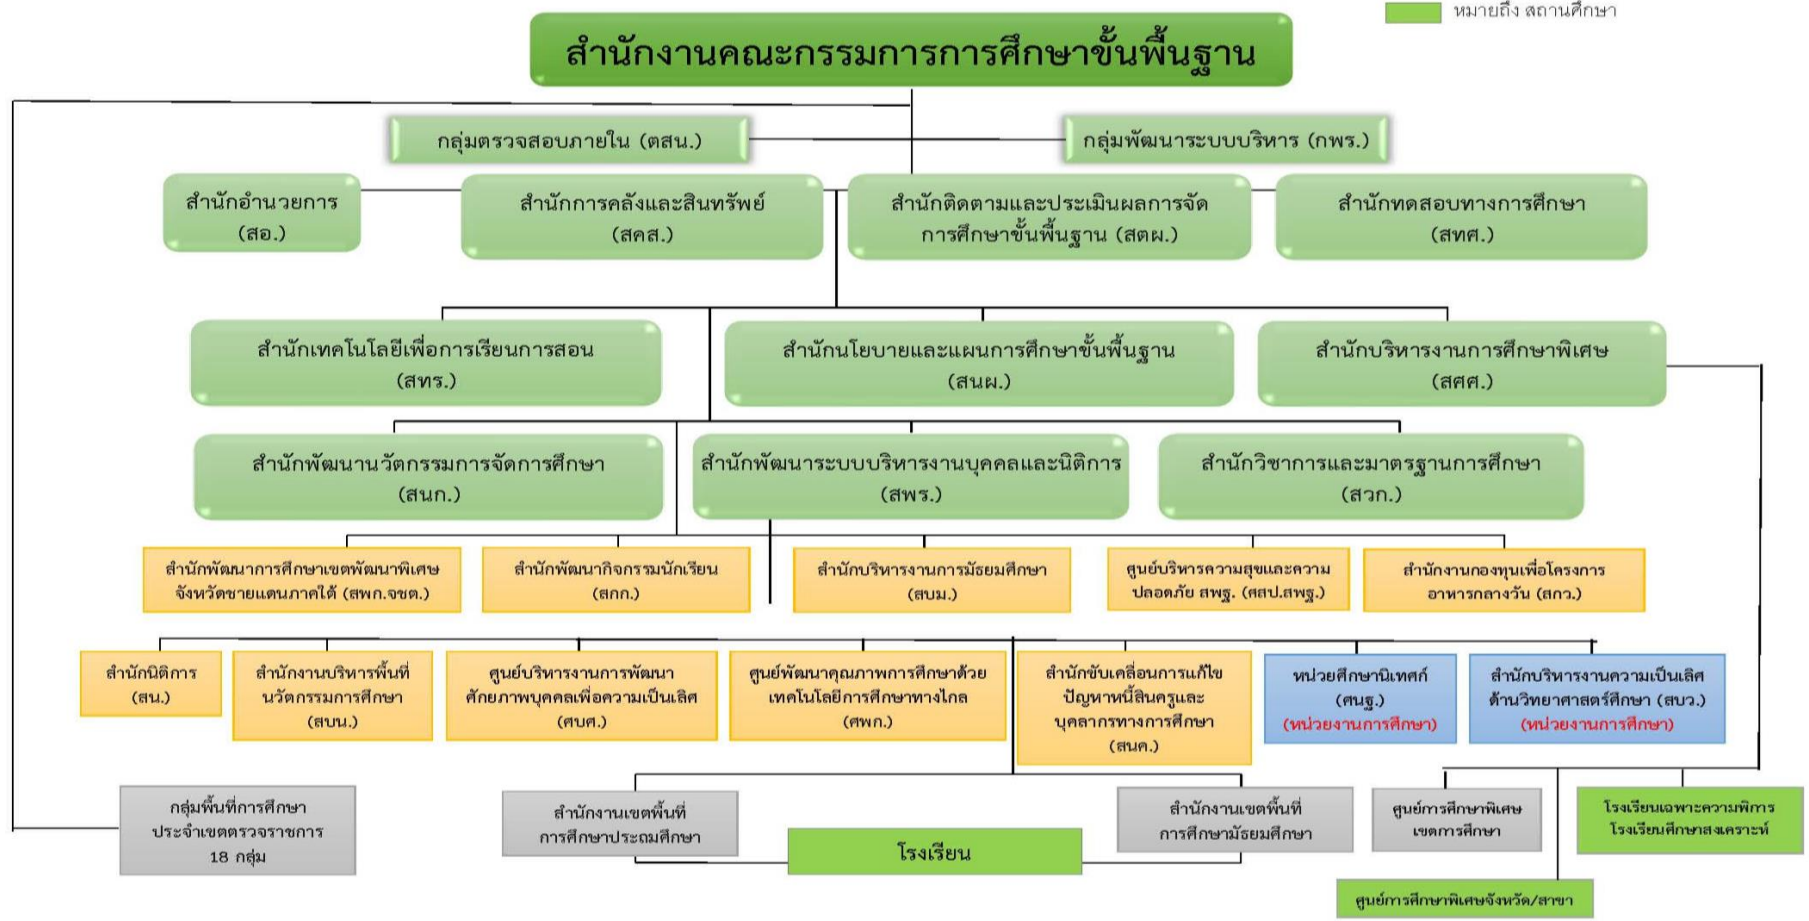 หมายถึง สถานศึกษา
สำนักงานคณะกรรมการการศึกษาขั้นพื้นฐาน
กลุ่มตรวจสอบภายใน (ตสน.)
กลุ่มพัฒนาระบบบริหาร (กพร.)
สำนักอำนวยการ
(สอ.)
สำนักการคลังและสินทรัพย์
(สคส.)
สำนักติดตามและประเมินผลการจัด
การศึกษาขั้นพื้นฐาน (สตผ.)
สำนักทดสอบทางการศึกษา
(สทศ.)
สำนักเทคโนโลยีเพื่อการเรียนการสอน
(สทร.)
สำนักนโยบายและแผนการศึกษาขั้นพื้นฐาน
(สนผ.)
สำนักบริหารงานการศึกษาพิเศษ
(สศศ.)
สำนักพัฒนานวัตกรรมการจัดการศึกษา
(สนก.)
สำนักพัฒนาระบบบริหารงานบุคคลและนิติการ
(สพร.)
สำนักวิชาการและมาตรฐานการศึกษา
(สวก.)
สำนักพัฒนาการศึกษาเขตพัฒนาพิเศษ
จังหวัดชายแดนภาคใต้ (สพก.จชต.)
สำนักพัฒนากิจกรรมนักเรียน
(สกก.)
สำนักบริหารงานการมัธยมศึกษา
(สบม.)
ศูนย์บริหารความสุขและความ
ปลอดภัย สพฐ. (ศสป.สพฐ.)
สำนักงานกองทุนเพื่อโครงการ
อาหารกลางวัน (สกว.)
สำนักนิติการ
(สน.)
สำนักงานบริหารพื้นที่
นวัตกรรมการศึกษา
(สบน.)
ศูนย์บริหารงานการพัฒนา
ศักยภาพบุคคลเพื่อความเป็นเลิศ
(ศบศ.)
ศูนย์พัฒนาคุณภาพการศึกษาด้วย
เทคโนโลยีการศึกษาทางไกล
(ศพก.)
สำนักขับเคลื่อนการแก้ไข
ปัญหาหนี้สินครูและ
บุคลากรทางการศึกษา
(สนค.)
หน่วยศึกษานิเทศก์
(ศนฐ.)
(หน่วยงานการศึกษา)
สำนักบริหารงานความเป็นเลิศ
ด้านวิทยาศาสตร์ศึกษา (สบว.)
(หน่วยงานการศึกษา)
กลุ่มพื้นที่การศึกษา
ประจำเขตตรวจราชการ
18 กลุ่ม
สำนักงานเขตพื้นที่
การศึกษาประถมศึกษา
โรงเรียน
สำนักงานเขตพื้นที่
การศึกษามัธยมศึกษา
ศูนย์การศึกษาพิเศษ
เขตการศึกษา
โรงเรียนเฉพาะความพิการ
โรงเรียนศึกษาสงเคราะห์
ศูนย์การศึกษาพิเศษจังหวัด/สาขา